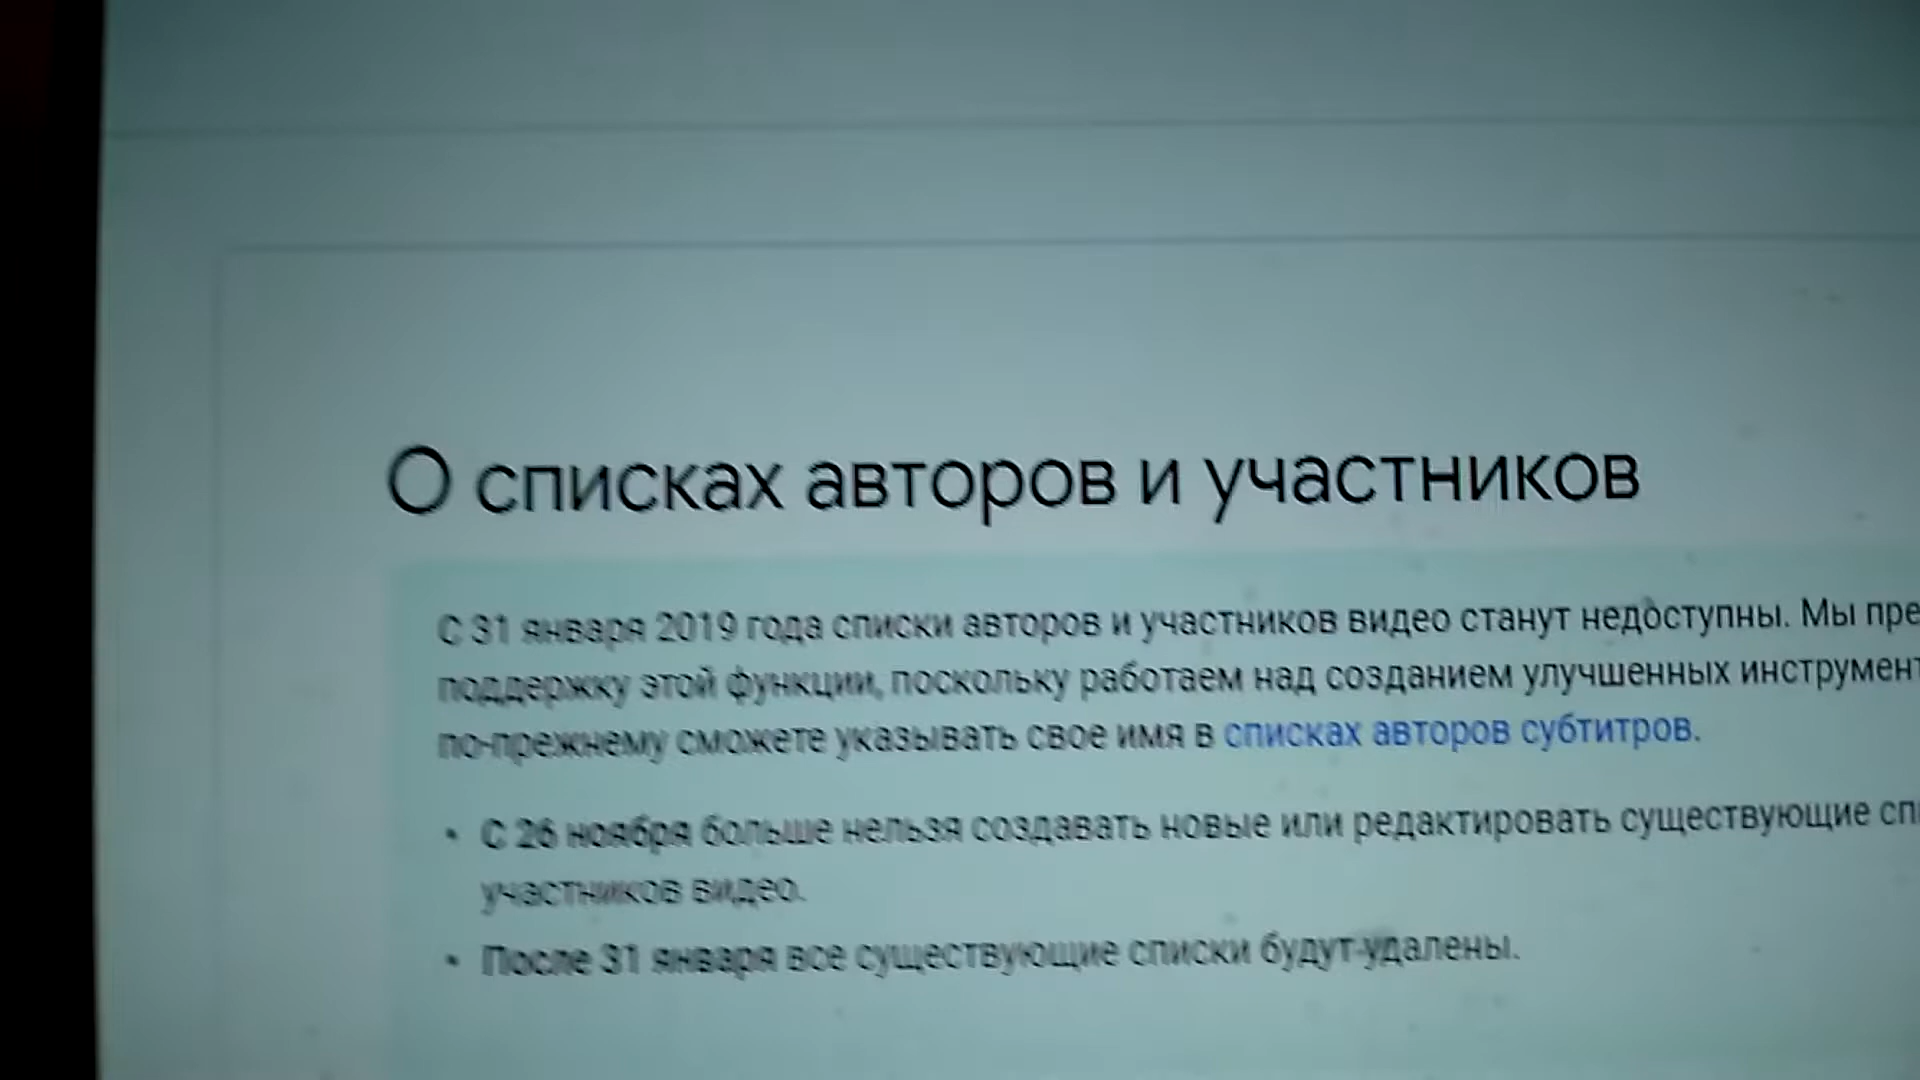 О списках авторов и участников
С 31 января 2019 года списки авторов и участников видео станут недоступны. Мы пре
поддержку этой функции, поскольку работаем над созданием улучшенных инструмент
по-прежнему сможете указывать свое имя в списках авторов субтитров.
• С 26 ноября больше нельзя создавать новые или редактировать существующие спи
участников видео.
• После 31 января все существующие списки будут удалены.